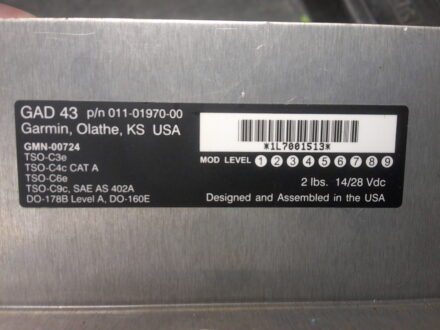 GAD 43 p/n 011-01970-00
Garmin, Olathe, KS USA
GMN-00724
TSO-C3e
TSO-C4c CAT A
TSO-C6e
TSO-C9c, SAE AS 402A
DO-178B Level A, DO-160E
*1L7001513*
MOD LEVEL 1 2 3 4 5 6 7 8 9
2 lbs. 14/28 Vdc
Designed and Assembled in the USA